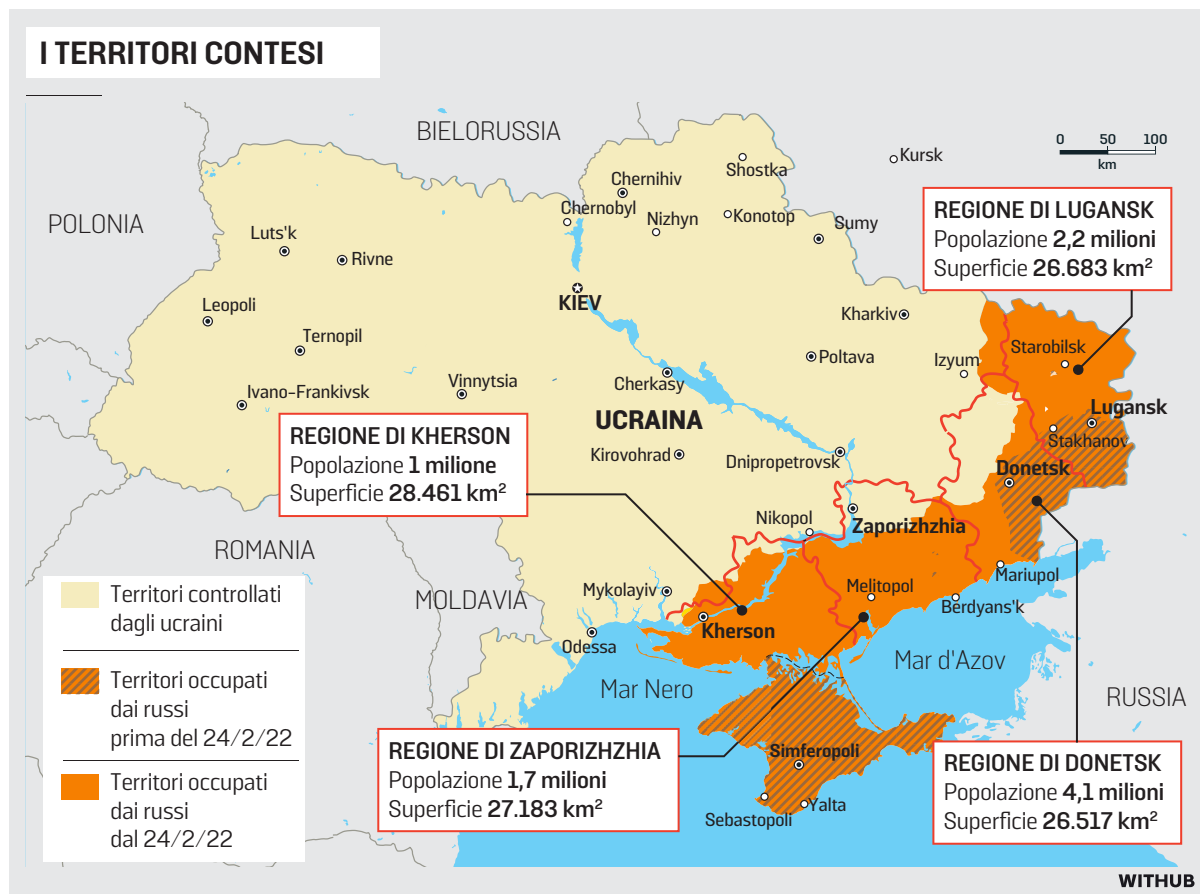 I TERRITORI CONTESI
BIELORUSSIA
POLONIA
ROMANIA
MOLDAVIA
UCRAINA
RUSSIA
Mar Nero
Mar d'Azov
0 50 100
km
Kursk
Shostka
Chernihiv
Chernobyl
Nizhyn
Konotop
Sumy
Luts'k
Rivne
KIEV
Leopoli
Ternopil
Kharkiv
Poltava
Izyum
Starobilsk
Ivano-Frankivsk
Vinnytsia
Cherkasy
Lugansk
Stakhanov
Kirovohrad
Dnipropetrovsk
Donetsk
Nikopol
Zaporizhzhia
Mykolayiv
Melitopol
Mariupol
Berdyans'k
Kherson
Odessa
Simferopoli
Sebastopoli
Yalta
REGIONE DI LUGANSK
Popolazione 2,2 milioni
Superficie 26.683 km²
REGIONE DI KHERSON
Popolazione 1 milione
Superficie 28.461 km²
REGIONE DI ZAPORIZHZHIA
Popolazione 1,7 milioni
Superficie 27.183 km²
REGIONE DI DONETSK
Popolazione 4,1 milioni
Superficie 26.517 km²
Territori controllati
dagli ucraini
Territori occupati
dai russi
prima del 24/2/22
Territori occupati
dai russi
dal 24/2/22
WITHUB